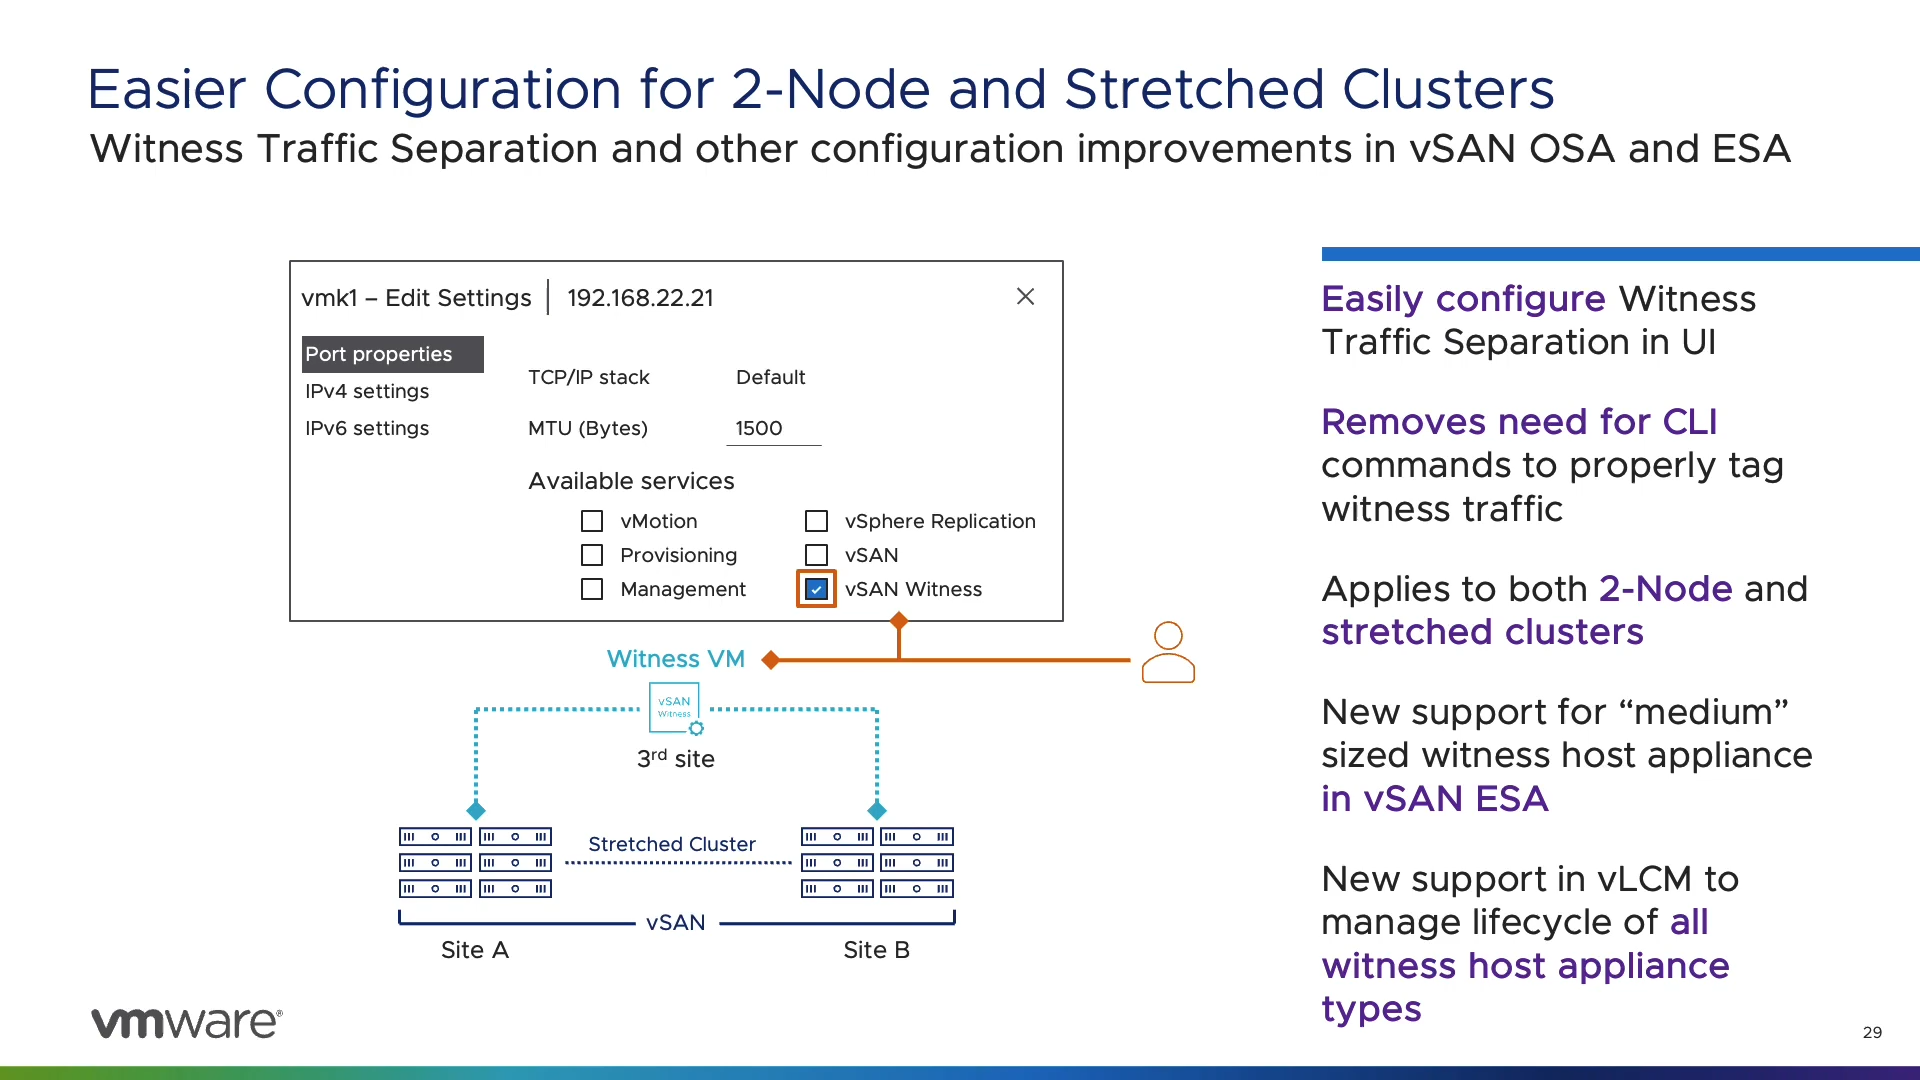 Easier Configuration for 2-Node and Stretched Clusters
Witness Traffic Separation and other configuration improvements in vSAN OSA and ESA
vmk1 – Edit Settings
192.168.22.21
Port properties
IPv4 settings
IPv6 settings
TCP/IP stack
Default
MTU (Bytes)
1500
Available services
vMotion
vSphere Replication
Provisioning
vSAN
Management
vSAN Witness
Witness VM
vSAN
Witness
3rd site
Stretched Cluster
vSAN
Site A
Site B
Easily configure Witness
Traffic Separation in UI
Removes need for CLI
commands to properly tag
witness traffic
Applies to both 2-Node and
stretched clusters
New support for “medium”
sized witness host appliance
in vSAN ESA
New support in vLCM to
manage lifecycle of all
witness host appliance
types
vmware®
29